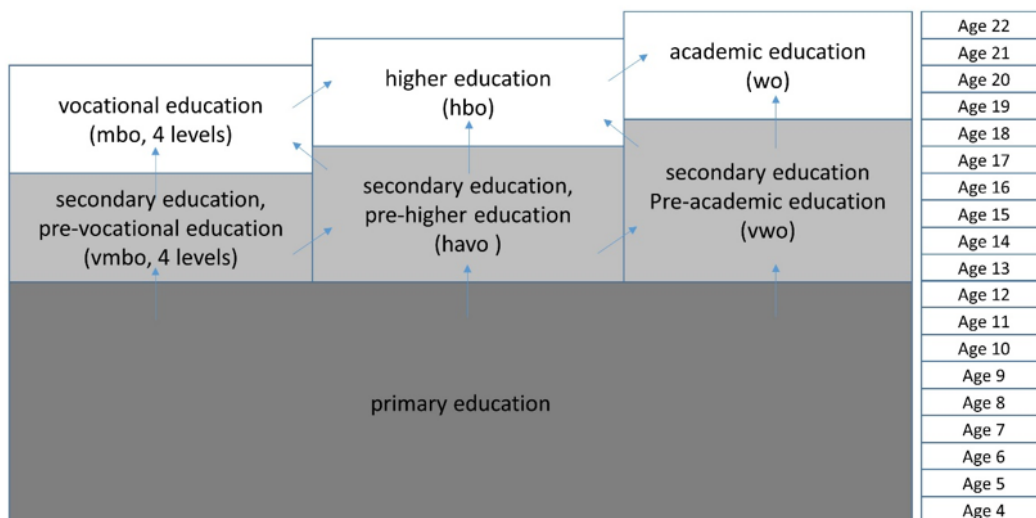 vocational education
(mbo, 4 levels)
higher education
(hbo)
academic education
(wo)
secondary education,
pre-vocational education
(vmbo, 4 levels)
secondary education,
pre-higher education
(havo )
secondary education
Pre-academic education
(vwo)
primary education
Age 22
Age 21
Age 20
Age 19
Age 18
Age 17
Age 16
Age 15
Age 14
Age 13
Age 12
Age 11
Age 10
Age 9
Age 8
Age 7
Age 6
Age 5
Age 4